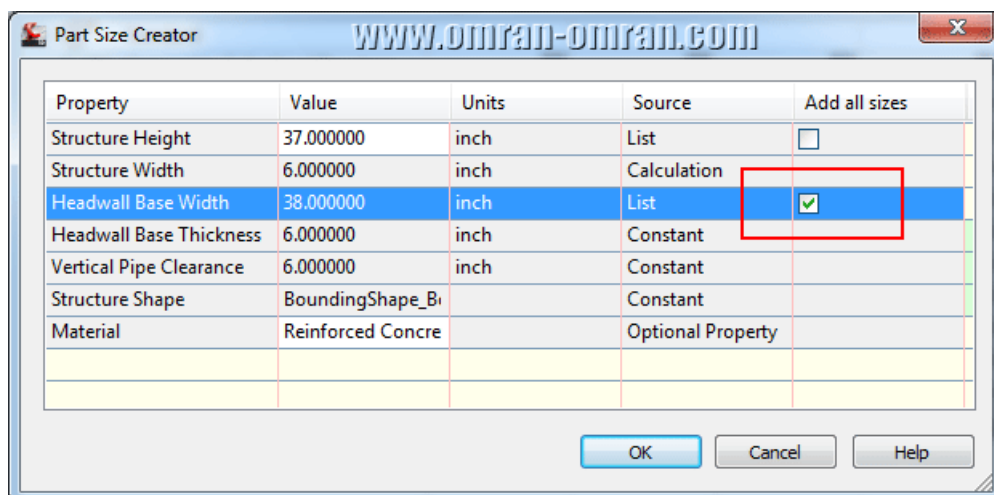 Part Size Creator
www.omran-omran.com
Property Value Units Source Add all sizes
Structure Height 37.000000 inch List
Structure Width 6.000000 inch Calculation
Headwall Base Width 38.000000 inch List
Headwall Base Thickness 6.000000 inch Constant
Vertical Pipe Clearance 6.000000 inch Constant
Structure Shape BoundingShape_B Constant
Material Reinforced Concre Optional Property
OK Cancel Help